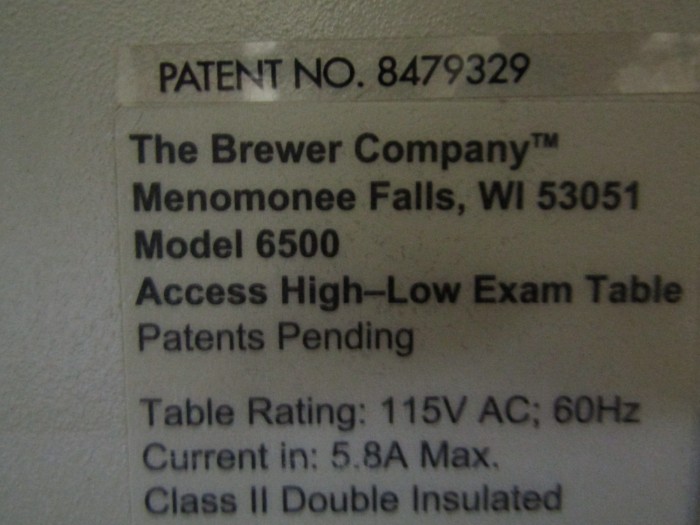 PATENT NO. 8479329
The Brewer Company™
Menomonee Falls, WI 53051
Model 6500
Access High–Low Exam Table
Patents Pending
Table Rating: 115V AC; 60Hz
Current in: 5.8A Max.
Class II Double Insulated